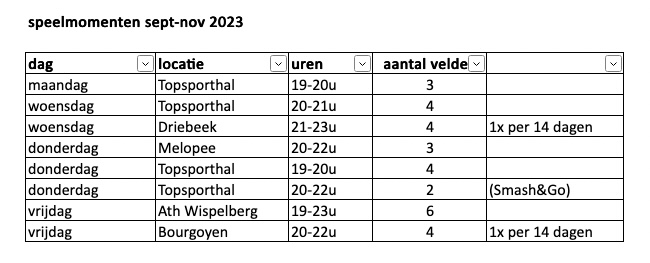 speelmomenten sept-nov 2023
dag locatie uren aantal velde
maandag Topsporthal 19-20u 3
woensdag Topsporthal 20-21u 4
woensdag Driebeek 21-23u 4 1x per 14 dagen
donderdag Melopee 20-22u 3
donderdag Topsporthal 19-20u 4
donderdag Topsporthal 20-22u 2 (Smash&Go)
vrijdag Ath Wispelberg 19-23u 6
vrijdag Bourgoyen 20-22u 4 1x per 14 dagen